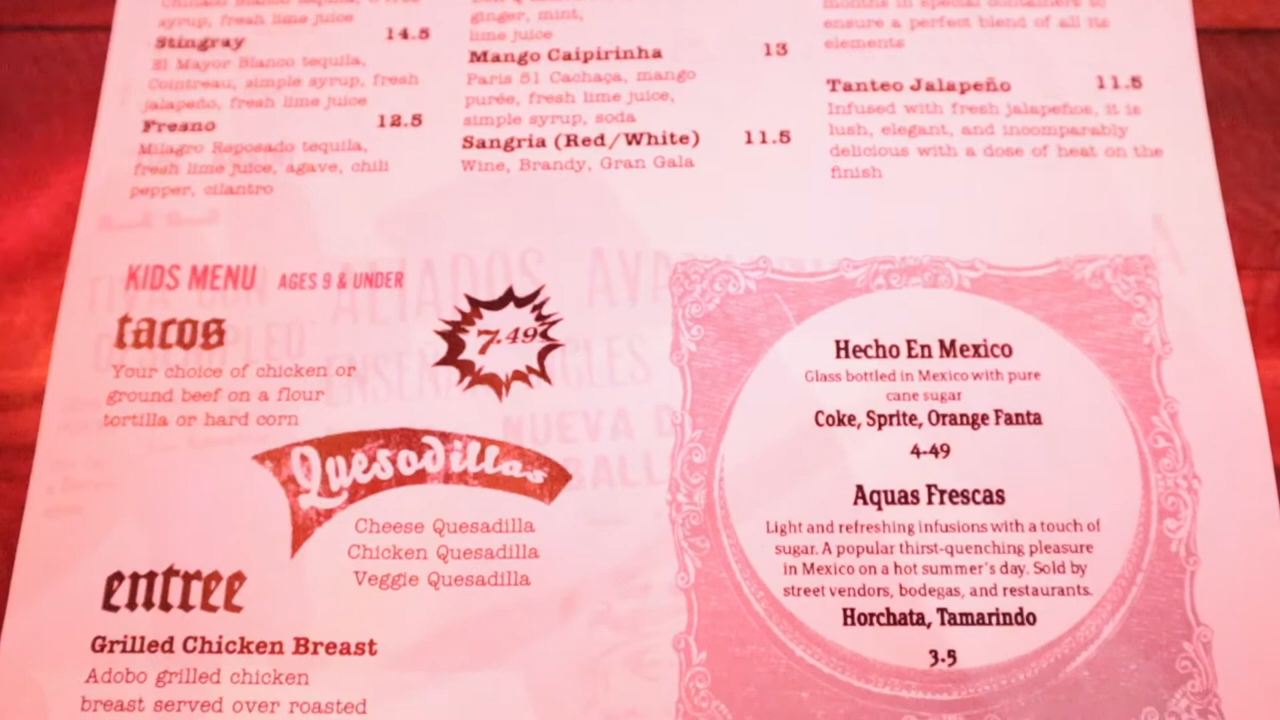 syrup, fresh lime juice
Stingray 14.5
El Mayor Blanco tequila,
Cointreau, simple syrup, fresh
jalapeño, fresh lime juice
Fresno 12.5
Milagro Reposado tequila,
fresh lime juice, agave, chili
pepper, cilantro
ginger, mint,
lime juice
Mango Caipirinha 13
Paris 51 Cachaça, mango
purée, fresh lime juice,
simple syrup, soda
Sangria (Red/White) 11.5
Wine, Brandy, Gran Gala
months in special containers to
ensure a perfect blend of all its
elements
Tanteo Jalapeño 11.5
Infused with fresh jalapeños, it is
lush, elegant, and incomparably
delicious with a dose of heat on the
finish
KIDS MENU AGES 9 & UNDER
tacos
7.49
Your choice of chicken or
ground beef on a flour
tortilla or hard corn
Quesadillas
Cheese Quesadilla
Chicken Quesadilla
Veggie Quesadilla
entree
Grilled Chicken Breast
Adobo grilled chicken
breast served over roasted
Hecho En Mexico
Glass bottled in Mexico with pure
cane sugar
Coke, Sprite, Orange Fanta
4.49
Aquas Frescas
Light and refreshing infusions with a touch of
sugar. A popular thirst-quenching pleasure
in Mexico on a hot summer's day. Sold by
street vendors, bodegas, and restaurants.
Horchata, Tamarindo
3.5